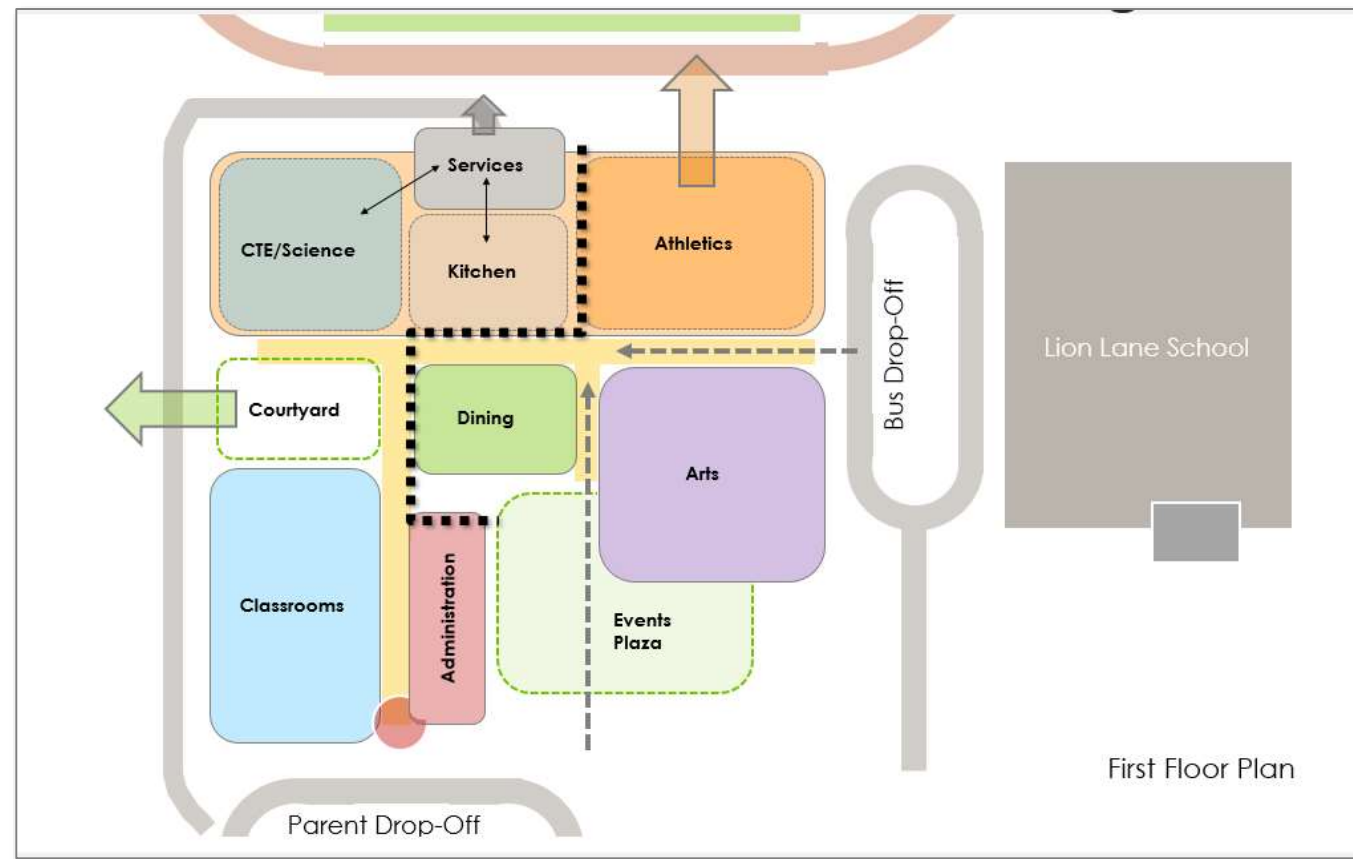 Services
CTE/Science
Kitchen
Athletics
Courtyard
Dining
Arts
Bus Drop-Off
Lion Lane School
Classrooms
Administration
Events
Plaza
First Floor Plan
Parent Drop-Off